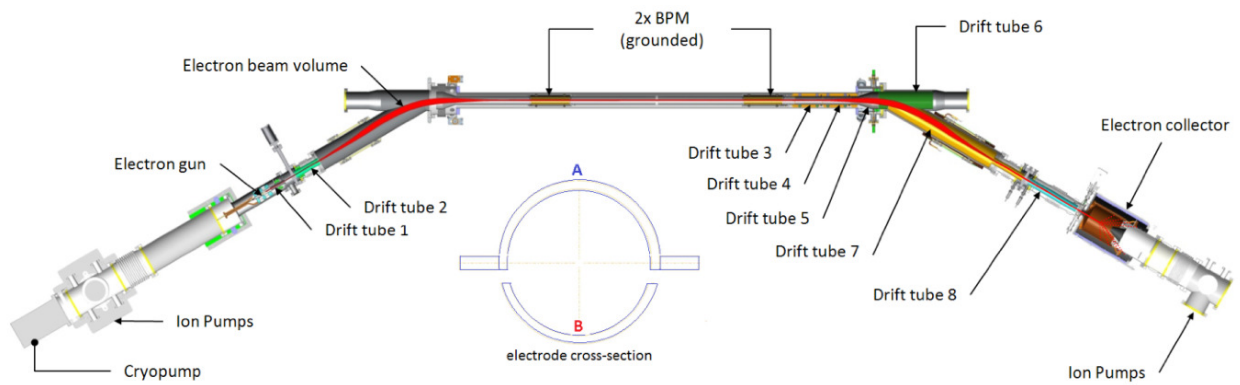 2x BPM
(grounded)
Drift tube 6
Electron beam volume
Electron collector
Electron gun
Drift tube 3
A
Drift tube 4
Drift tube 2
Drift tube 5
Drift tube 1
Drift tube 7
Drift tube 8
Ion Pumps
B
electrode cross-section
Cryopump
Ion Pumps